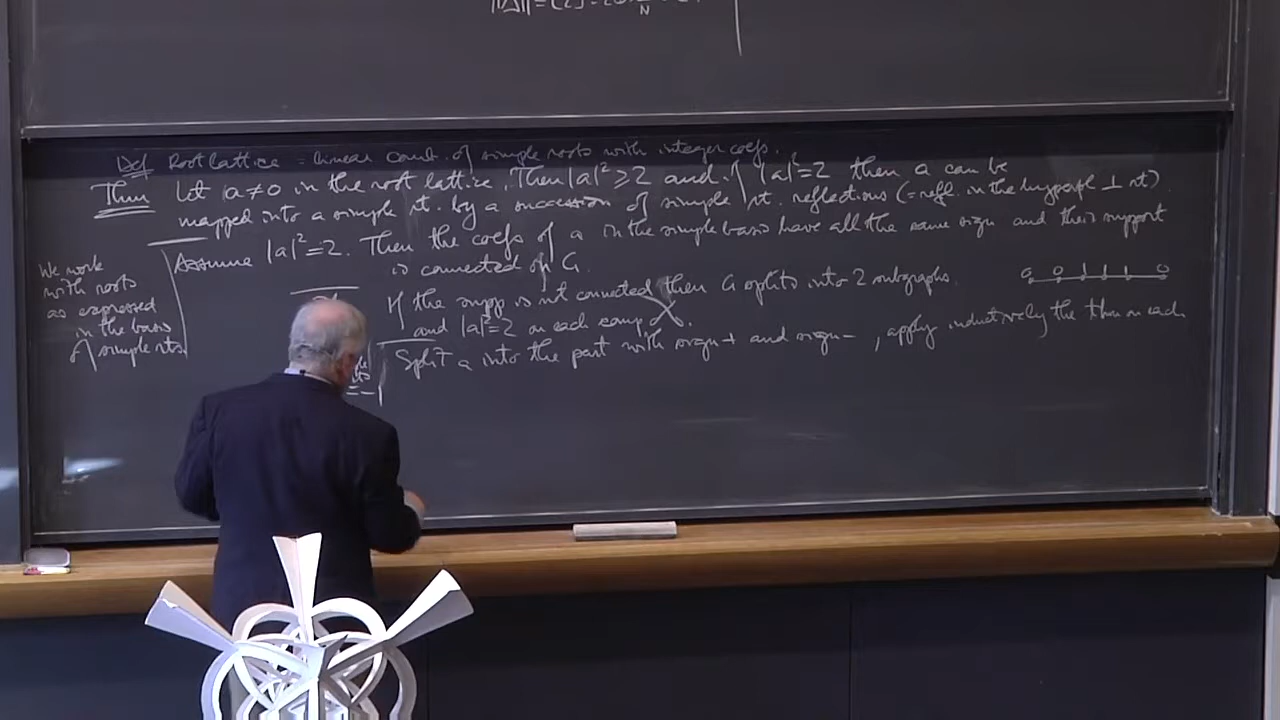 Def Root lattice = linear comb. of simple roots with integer coefs.
Thm Let a ≠ 0 in the root lattice. Then |a|² ≥ 2 and if |a|² = 2 then a can be
mapped into a simple rt. by a succession of simple rt. reflections (= refl. in the hyperpl ⊥ rt).
Assume |a|² = 2. Then the coefs of a in the simple basis have all the same sign and their support
is connected of G.
We work
with roots
as expressed
in the basis
of simple rts.
If the supp is not connected then G splits into 2 subgraphs
and |a|² = 2 on each comp
Split a into the part with sign + and sign −, apply inductively the thm on each
= −1